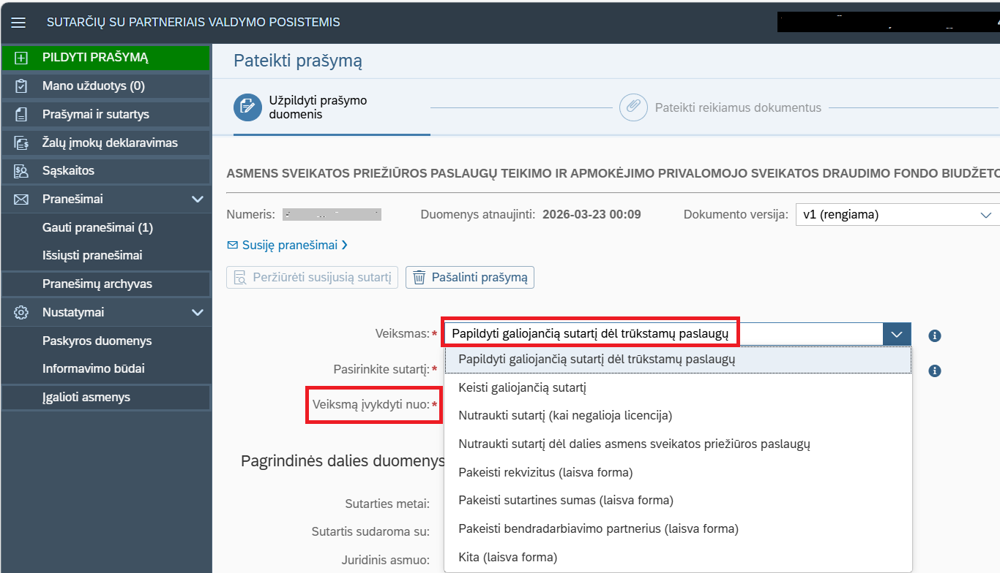 SUTARČIŲ SU PARTNERIAIS VALDYMO POSISTEMIS
PILDYTI PRAŠYMĄ
Mano užduotys (0)
Prašymai ir sutartys
Žalų įmokų deklaravimas
Sąskaitos
Pranešimai
Gauti pranešimai (1)
Išsiųsti pranešimai
Pranešimų archyvas
Nustatymai
Paskyros duomenys
Informavimo būdai
Įgalioti asmenys
Pateikti prašymą
Užpildyti prašymo
duomenis
Pateikti reikiamus dokumentus
ASMENS SVEIKATOS PRIEŽIŪROS PASLAUGŲ TEIKIMO IR APMOKĖJIMO PRIVALOMOJO SVEIKATOS DRAUDIMO FONDO BIUDŽETO
Numeris:
Duomenys atnaujinti: 2026-03-23 00:09
Dokumento versija: v1 (rengiama)
Susiję pranešimai
Peržiūrėti susijusią sutartį
Pašalinti prašymą
Veiksmas:* Papildyti galiojančią sutartį dėl trūkstamų paslaugų
Papildyti galiojančią sutartį dėl trūkstamų paslaugų
Pasirinkite sutartį:*
Keisti galiojančią sutartį
Veiksmą įvykdyti nuo:*
Nutraukti sutartį (kai negalioja licencija)
Nutraukti sutartį dėl dalies asmens sveikatos priežiūros paslaugų
Pagrindinės dalies duomenys
Pakeisti rekvizitus (laisva forma)
Sutarties metai:
Pakeisti sutartines sumas (laisva forma)
Sutartis sudaroma su:
Pakeisti bendradarbiavimo partnerius (laisva forma)
Juridinis asmuo:
Kita (laisva forma)